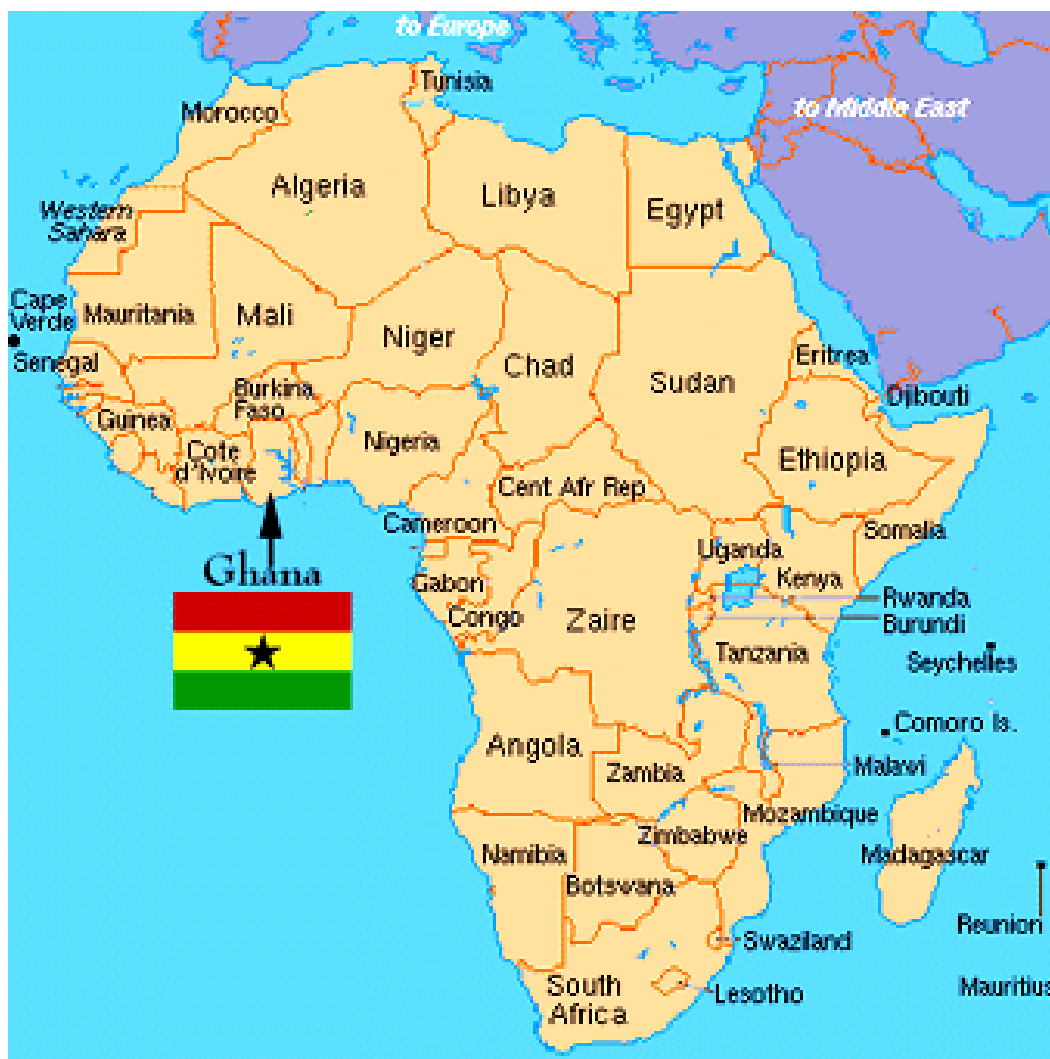 to Europe
Tunisia
to Middle East
Morocco
Algeria
Libya
Egypt
Western
Sahara
Cape
Verde
Mauritania
Mali
Niger
Chad
Sudan
Eritrea
Senegal
Burkina
Faso
Djibouti
Guinea
Cote
d'Ivoire
Nigeria
Ethiopia
Cent Afr Rep
Cameroon
Somalia
Uganda
Ghana
Gabon
Kenya
Rwanda
Congo
Zaire
Burundi
Tanzania
Seychelles
Comoro Is.
Angola
Zambia
Malawi
Mozambique
Zimbabwe
Namibia
Madagascar
Botswana
Reunion
Swaziland
South
Africa
Lesotho
Mauritius